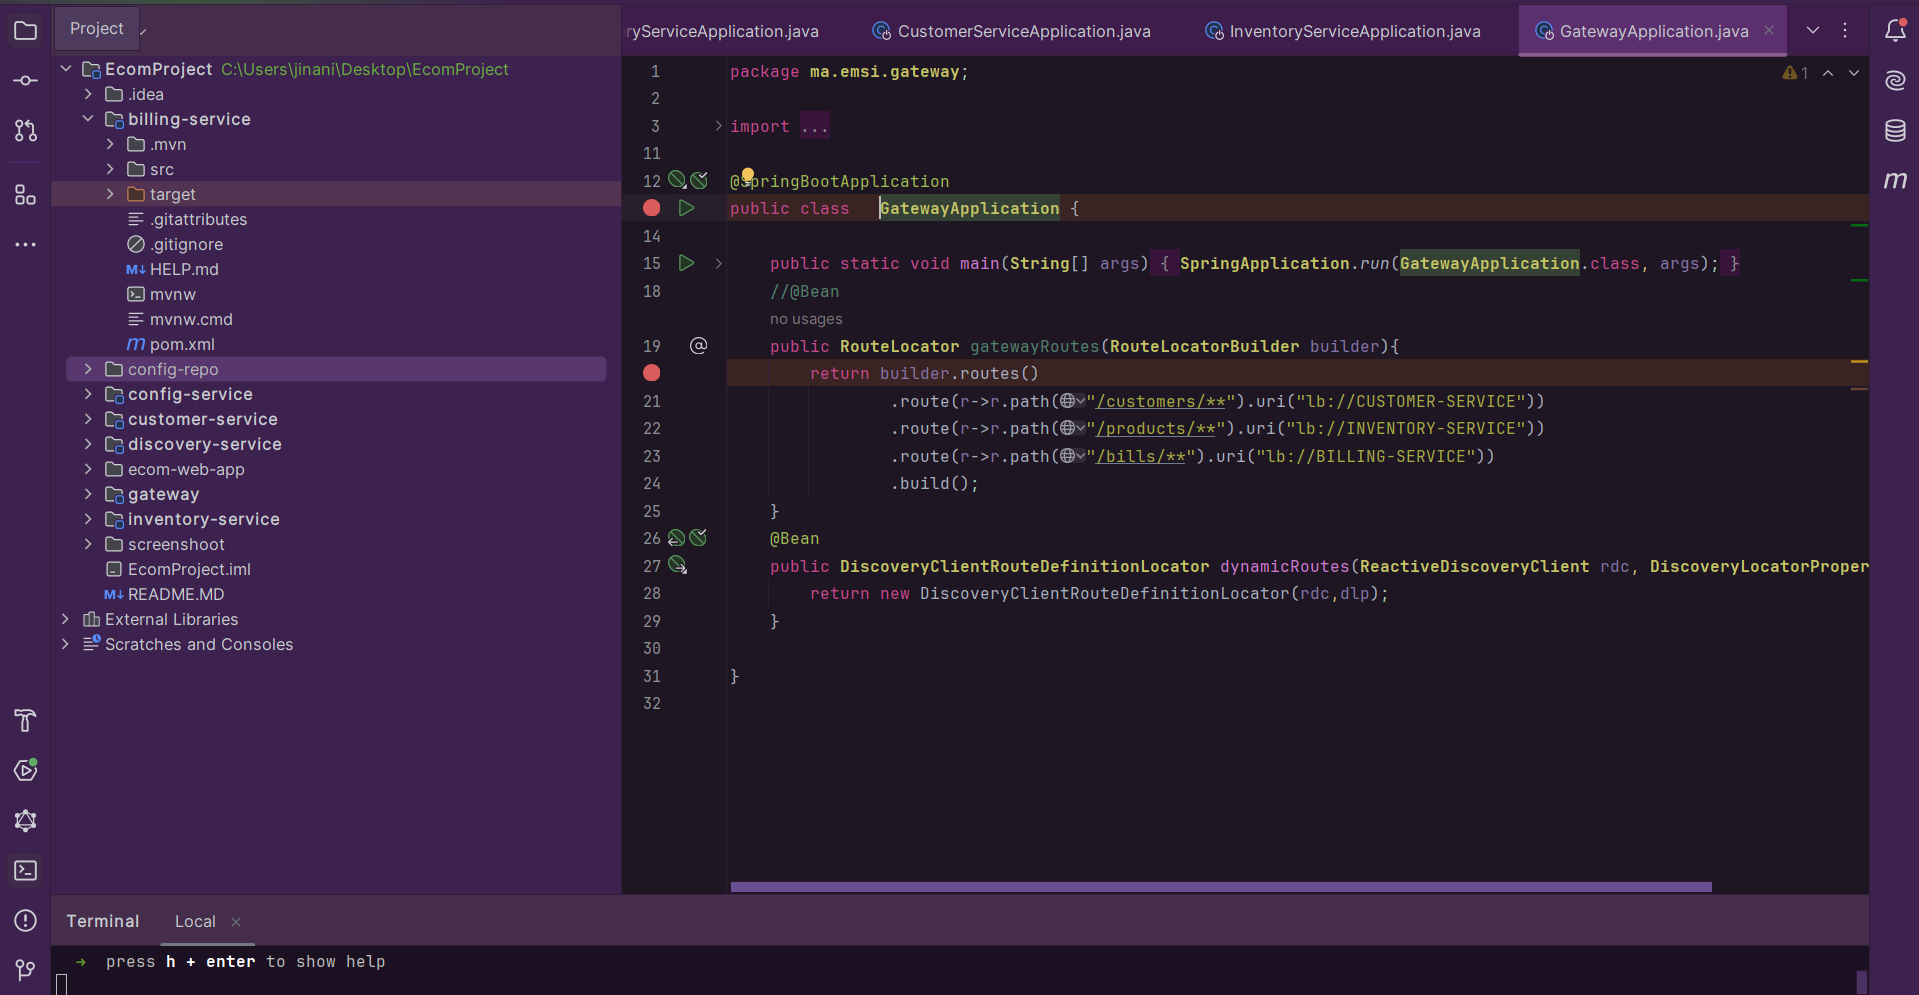 Project
ryServiceApplication.java
CustomerServiceApplication.java
InventoryServiceApplication.java
GatewayApplication.java
EcomProject C:\Users\jinani\Desktop\EcomProject
.idea
billing-service
.mvn
src
target
.gitattributes
.gitignore
M↓ HELP.md
mvnw
mvnw.cmd
m pom.xml
config-repo
config-service
customer-service
discovery-service
ecom-web-app
gateway
inventory-service
screenshoot
EcomProject.iml
M↓ README.MD
External Libraries
Scratches and Consoles
1 package ma.emsi.gateway;
1
2
3 import ...
11
12 @SpringBootApplication
public class GatewayApplication {
14
15 public static void main(String[] args) { SpringApplication.run(GatewayApplication.class, args); }
18 //@Bean
no usages
19 @ public RouteLocator gatewayRoutes(RouteLocatorBuilder builder){
return builder.routes()
21 .route(r->r.path("/customers/**").uri("lb://CUSTOMER-SERVICE"))
22 .route(r->r.path("/products/**").uri("lb://INVENTORY-SERVICE"))
23 .route(r->r.path("/bills/**").uri("lb://BILLING-SERVICE"))
24 .build();
25 }
26 @Bean
27 public DiscoveryClientRouteDefinitionLocator dynamicRoutes(ReactiveDiscoveryClient rdc, DiscoveryLocatorProper
28 return new DiscoveryClientRouteDefinitionLocator(rdc,dlp);
29 }
30
31 }
32
m
Terminal Local
→ press h + enter to show help